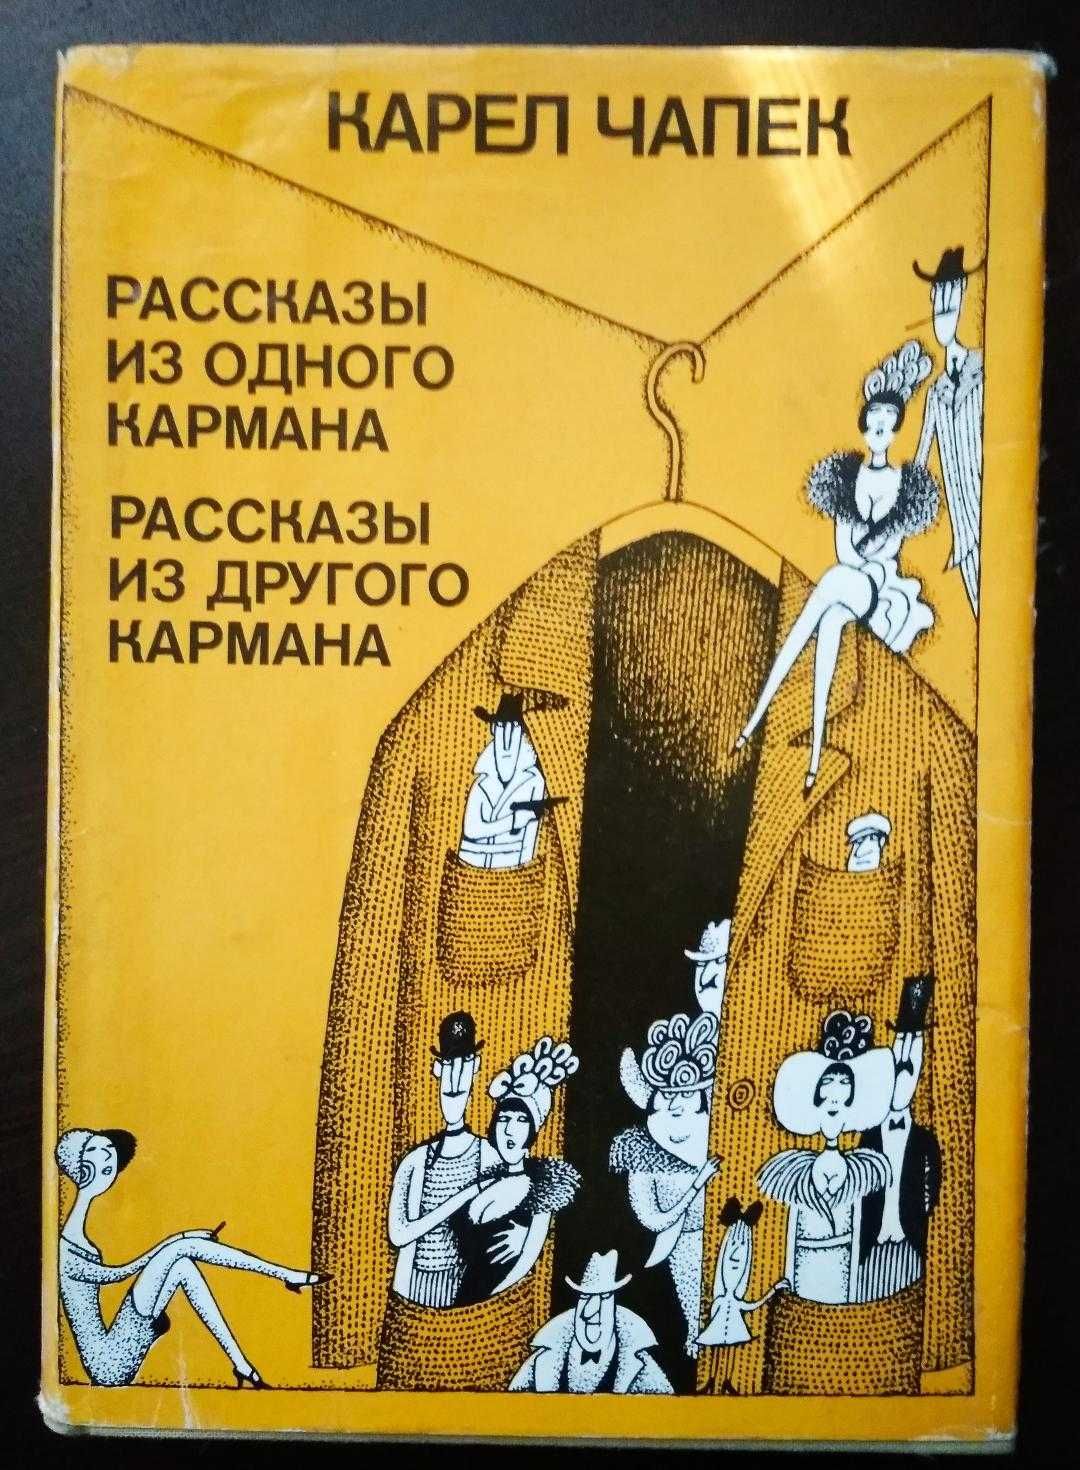 КАРЕЛ ЧАПЕК
РАССКАЗЫ
ИЗ ОДНОГО
КАРМАНА
РАССКАЗЫ
ИЗ ДРУГОГО
КАРМАНА